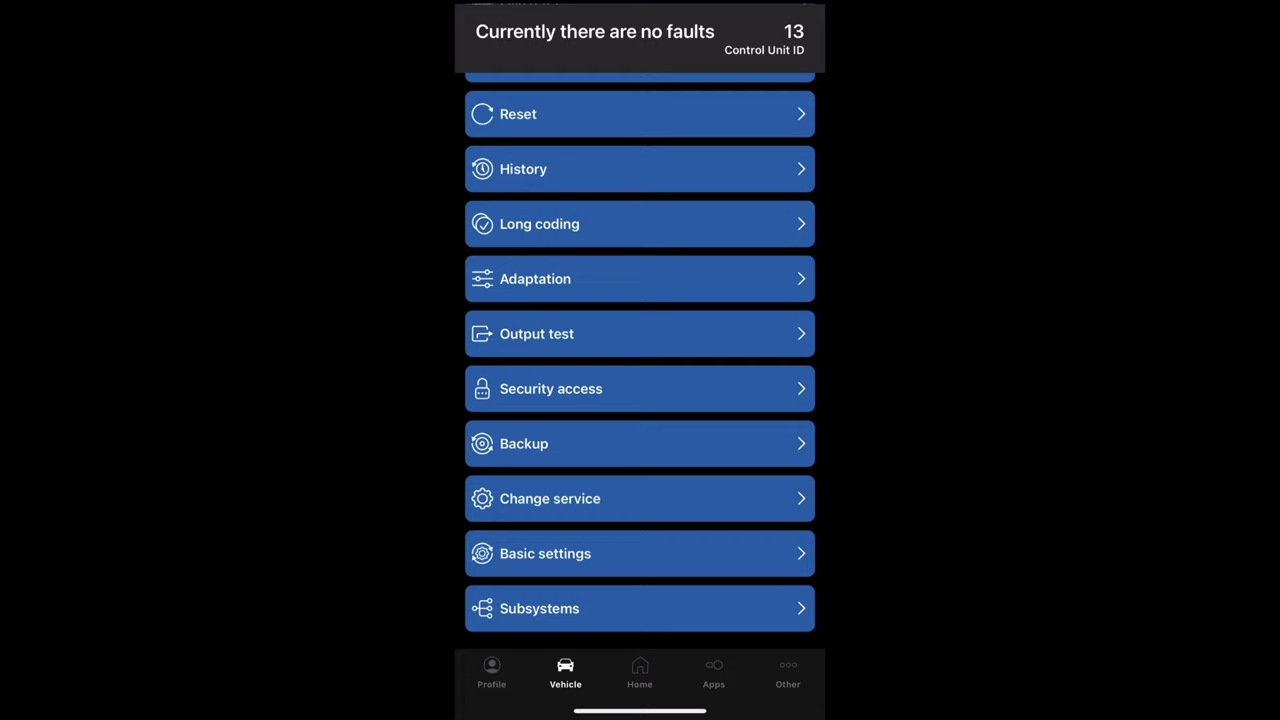 Currently there are no faults
13
Control Unit ID
Reset
History
Long coding
Adaptation
Output test
Security access
Backup
Change service
Basic settings
Subsystems
Profile
Vehicle
Home
Apps
Other